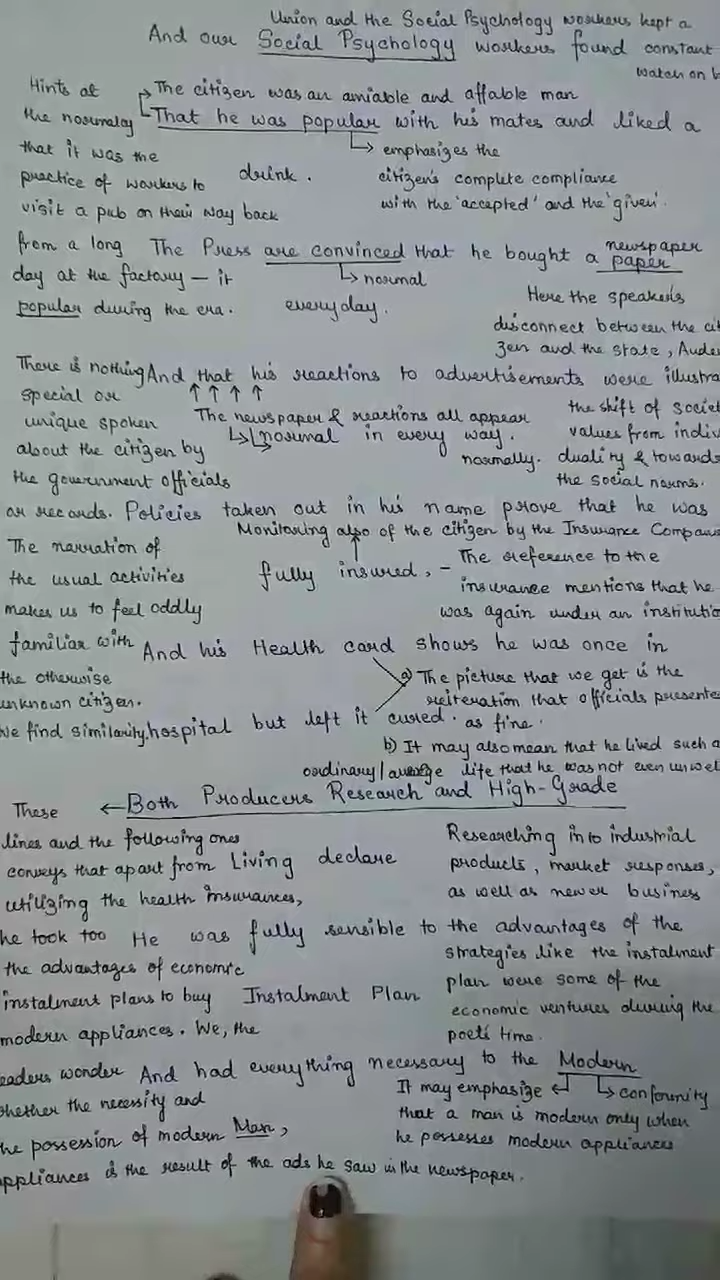 Union and the Social Psychology workers kept a
And our Social Psychology workers found constant
watch on
Hints at
The citizen was an amiable and affable man
the normalcy
That he was popular with his mates and liked a
that it was the
emphasizes the
practice of workers to
drink.
citizen's complete compliance
visit a pub on their way back
with the 'accepted' and the 'given'.
from a long
The Press are convinced that he bought a paper
newspaper
day at the factory – it
normal
popular during the era.
everyday.
Here the speaker's
disconnect between the
zen and the state,
There is nothing
And that his reactions to advertisements were
special or
unique spoken
The newspaper & reactions all appear
the shift of
about the citizen by
normal in every way.
values from
normally.
duality & towards
the government officials
the social norms.
or records.
Policies taken out in his name prove that he was
Monitoring also of the citizen by the Insurance
The narration of
fully insured, –
The reference to the
the usual activities
insurance mentions that he
makes us to feel oddly
was again under an
familiar with
And his Health card shows he was once in
the otherwise
a) The picture that we get is the
unknown citizen.
reiteration that officials
We find similarity.
hospital but left it cured.
as fine.
b) It may also mean that he lived such a
ordinary/average life that he was not even
Both Producers Research and High-Grade
These
lines and the following ones
Researching into industrial
conveys that apart from
Living declare
products, market responses,
utilizing the health insurances,
as well as newer business
he took too
He was fully sensible to the advantages of the
the advantages of economic
strategies like the instalment
instalment plans to buy
Instalment Plan
plan were some of the
modern appliances. We, the
economic ventures during the
poet's time.
And had everything necessary to the Modern
wonder
whether the necessity and
It may emphasize
conformity
that a man is modern only when
the possession of modern
Man,
he possesses modern appliances
appliances is the result of the ads he saw in the newspaper.